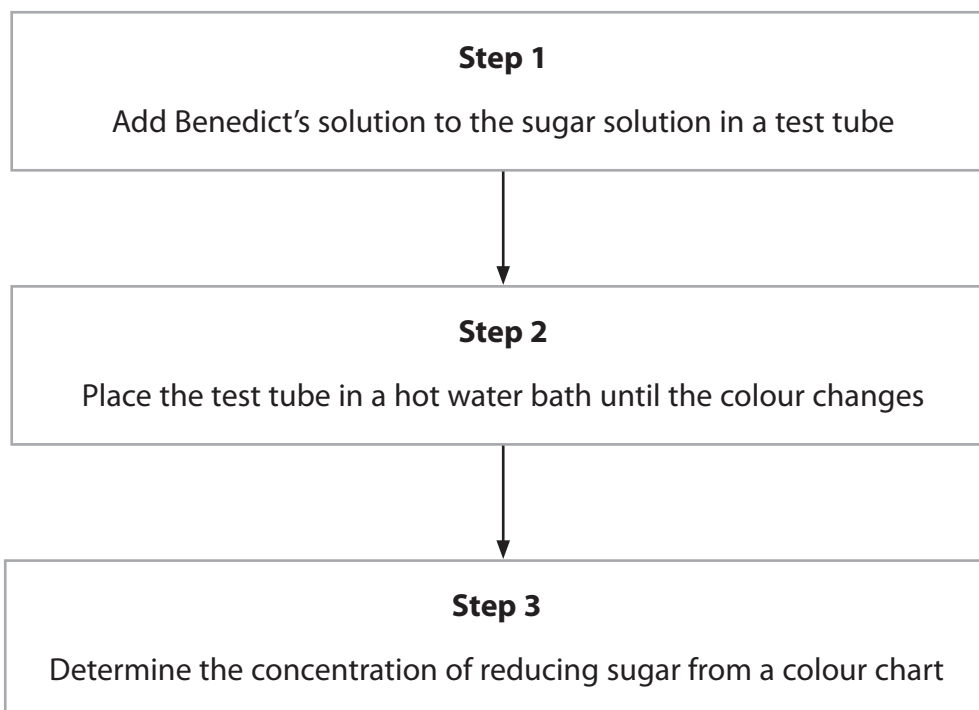 Step 1
Add Benedict’s solution to the sugar solution in a test tube
Step 2
Place the test tube in a hot water bath until the colour changes
Step 3
Determine the concentration of reducing sugar from a colour chart